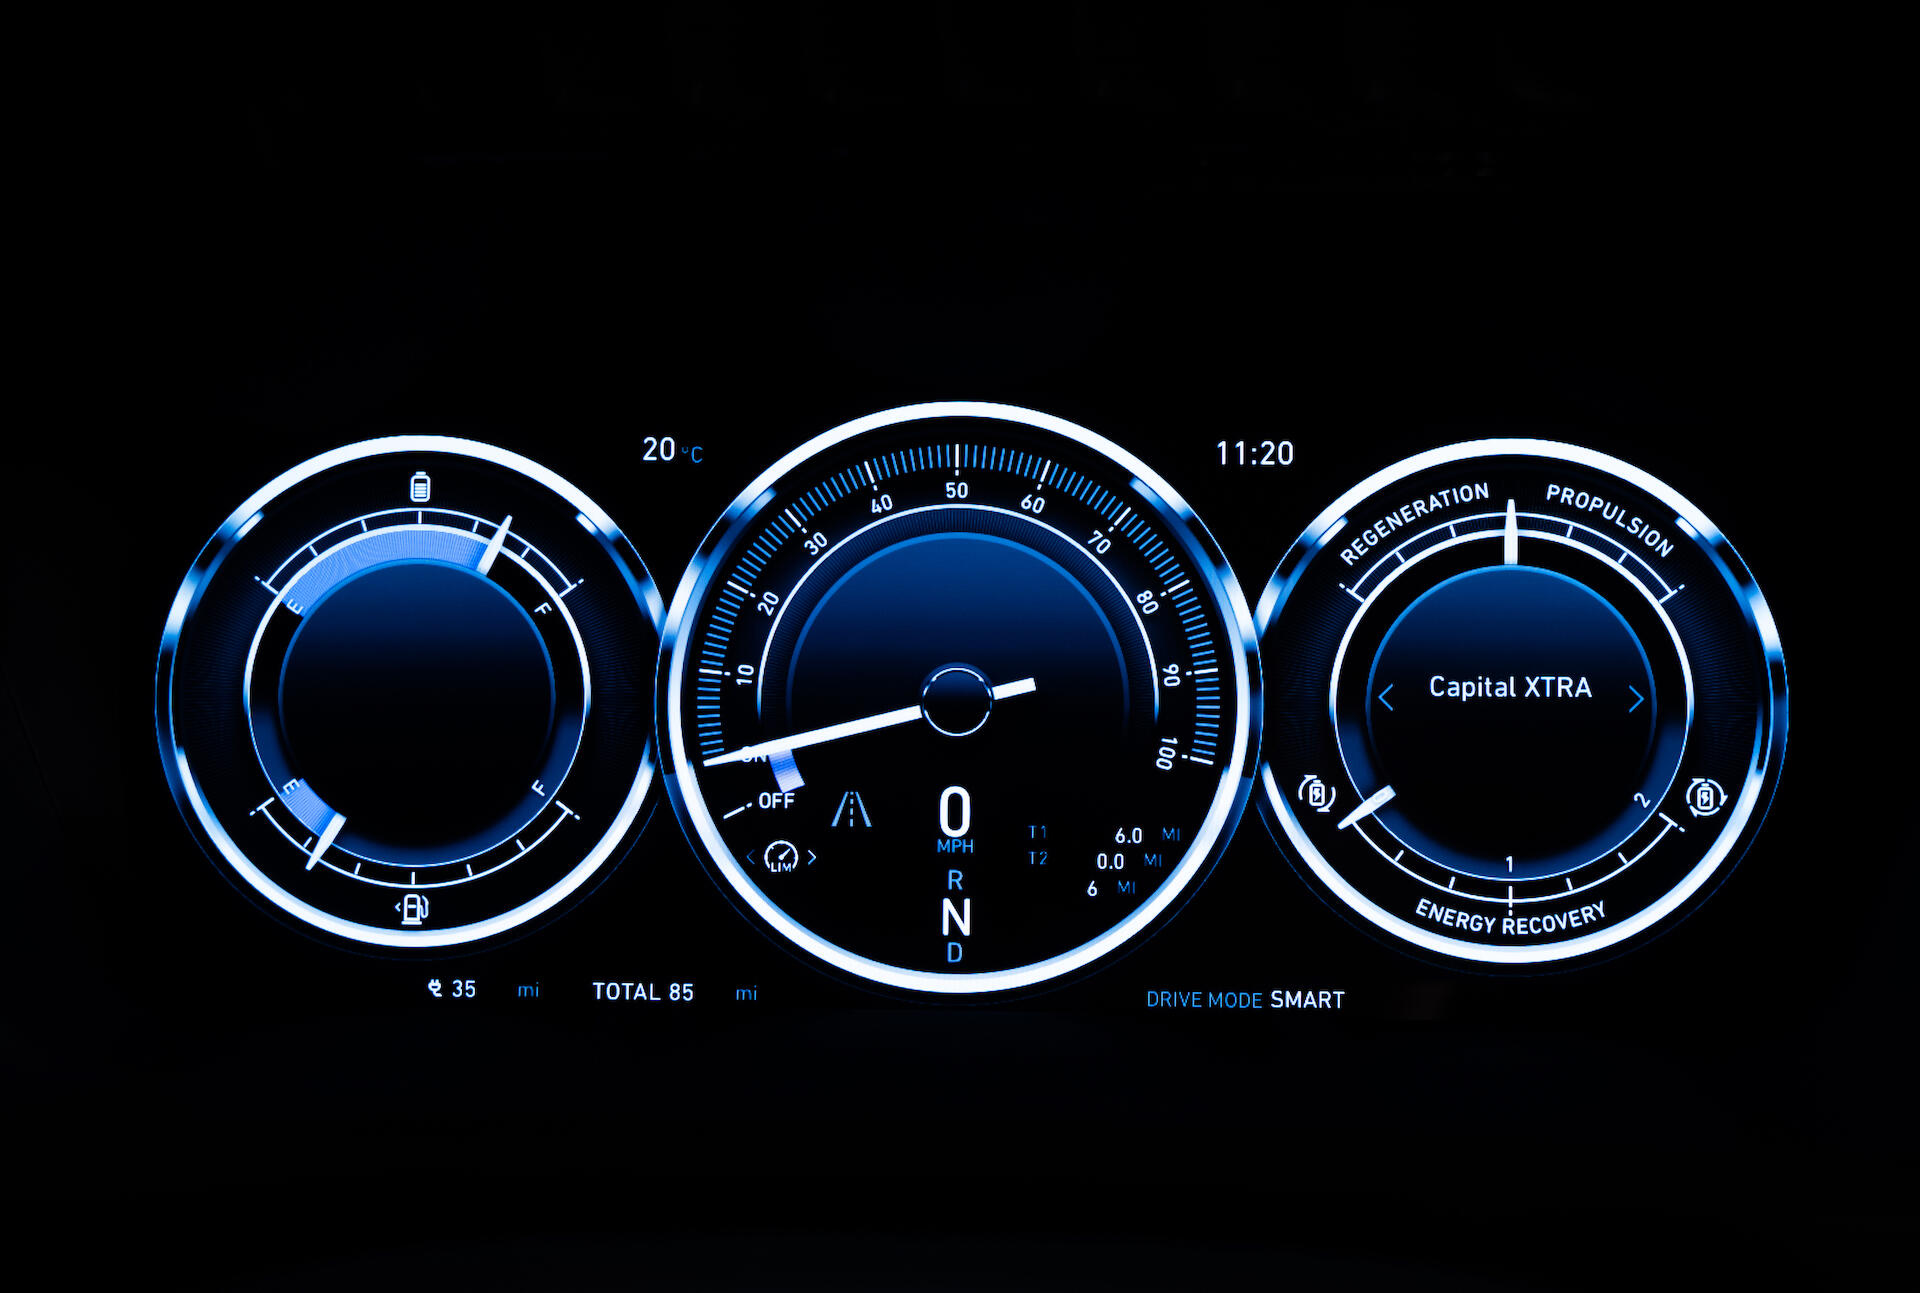 20 °C
11:20
E
F
E
F
35 mi
TOTAL 85 mi
10
20
30
40
50
60
70
80
90
100
ON
OFF
LIM
0
MPH
R
N
D
T1 6.0 MI
T2 0.0 MI
6 MI
REGENERATION
PROPULSION
Capital XTRA
1
2
ENERGY RECOVERY
DRIVE MODE SMART